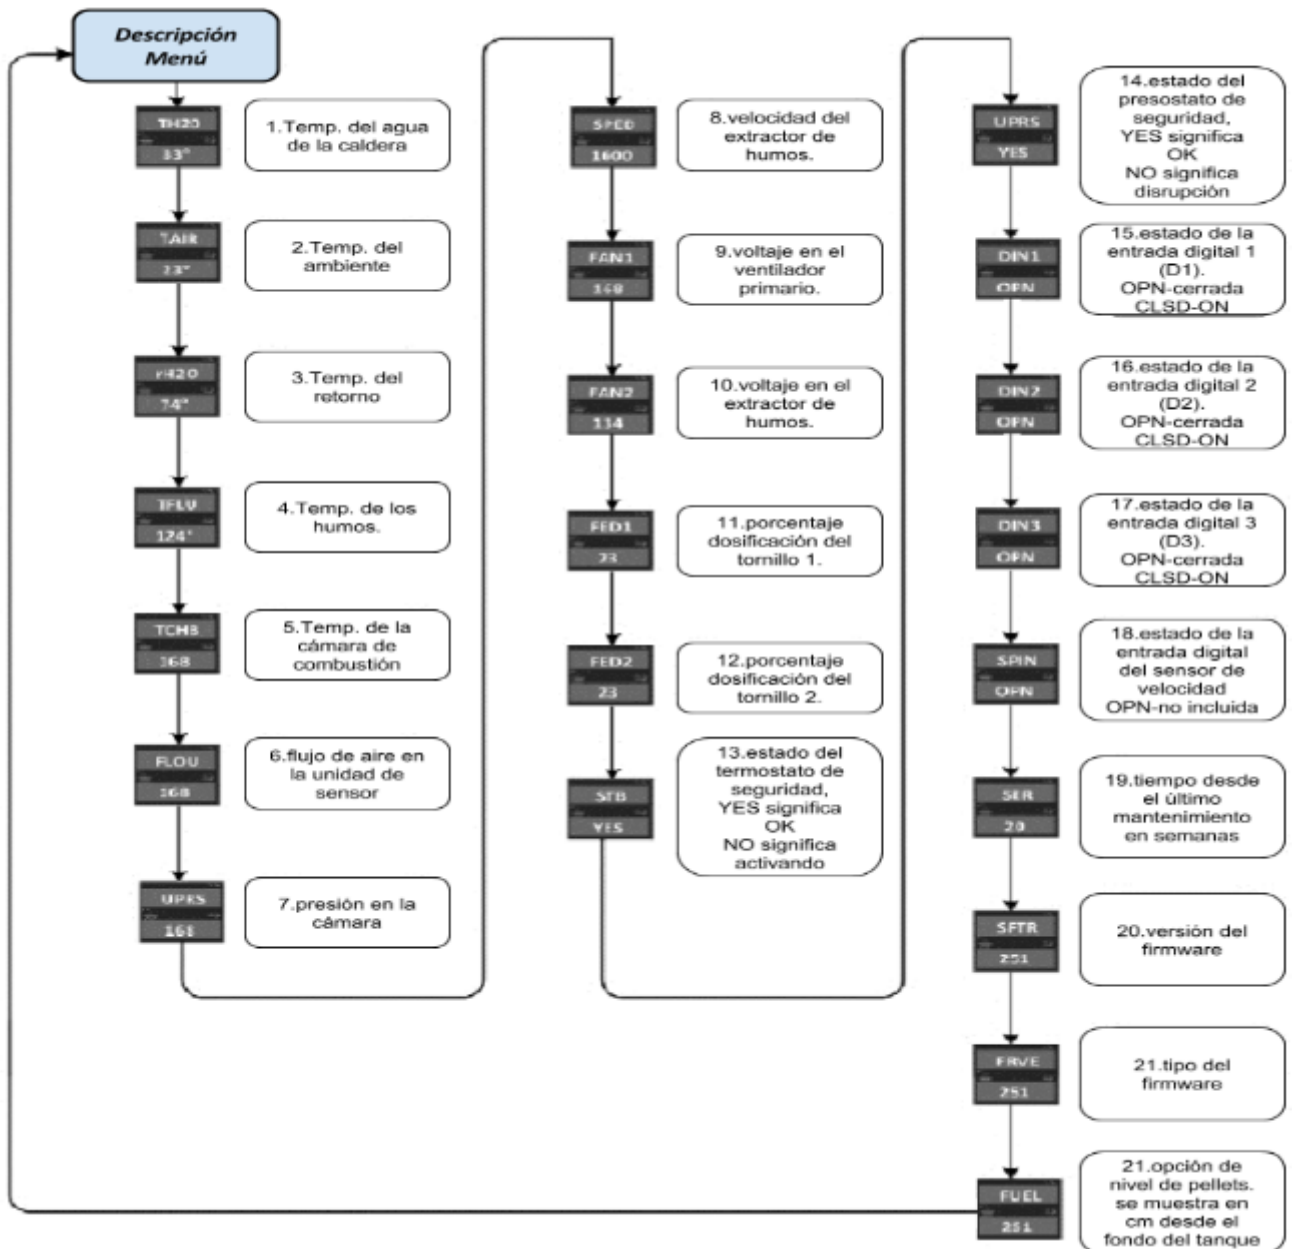 Descripción
Menú
TH20
33°
1.Temp. del agua
de la caldera
TAIR
23°
2.Temp. del
ambiente
rH20
74°
3.Temp. del
retorno
TFLU
124°
4.Temp. de los
humos.
TCHB
168
5.Temp. de la
cámara de
combustión
FLOU
168
6.flujo de aire en
la unidad de
sensor
UPRS
168
7.presión en la
cámara
SPED
1600
8.velocidad del
extractor de
humos.
FAN1
168
9.voltaje en el
ventilador
primario.
FAN2
114
10.voltaje en el
extractor de
humos.
FED1
23
11.porcentaje
dosificación del
tornillo 1.
FED2
23
12.porcentaje
dosificación del
tornillo 2.
STB
YES
13.estado del
termostato de
seguridad,
YES significa
OK
NO significa
activando
UPRS
YES
14.estado del
presostato de
seguridad,
YES significa
OK
NO significa
disrupción
DIN1
OPN
15.estado de la
entrada digital 1
(D1).
OPN-cerrada
CLSD-ON
DIN2
OPN
16.estado de la
entrada digital 2
(D2).
OPN-cerrada
CLSD-ON
DIN3
OPN
17.estado de la
entrada digital 3
(D3).
OPN-cerrada
CLSD-ON
SPIN
OPN
18.estado de la
entrada digital
del sensor de
velocidad
OPN-no incluida
SER
20
19.tiempo desde
el último
mantenimiento
en semanas
SFTR
251
20.versión del
firmware
FRVE
251
21.tipo del
firmware
FUEL
251
21.opción de
nivel de pellets.
se muestra en
cm desde el
fondo del tanque